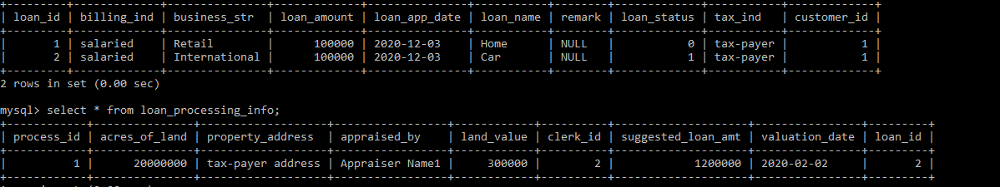 +---------+-------------+---------------+-------------+---------------+-----------+--------+-------------+-----------+-------------+
| loan_id | billing_ind | business_str | loan_amount | loan_app_date | loan_name | remark | loan_status | tax_ind | customer_id |
+---------+-------------+---------------+-------------+---------------+-----------+--------+-------------+-----------+-------------+
| 1 | salaried | Retail | 100000 | 2020-12-03 | Home | NULL | 0 | tax-payer | 1 |
| 2 | salaried | International | 100000 | 2020-12-03 | Car | NULL | 1 | tax-payer | 1 |
+---------+-------------+---------------+-------------+---------------+-----------+--------+-------------+-----------+-------------+
2 rows in set (0.00 sec)
mysql> select * from loan_processing_info;
+------------+---------------+-------------------+-----------------+------------+----------+--------------------+----------------+---------+
| process_id | acres_of_land | property_address | appraised_by | land_value | clerk_id | suggested_loan_amt | valuation_date | loan_id |
+------------+---------------+-------------------+-----------------+------------+----------+--------------------+----------------+---------+
| 1 | 20000000 | tax-payer address | Appraiser Name1 | 300000 | 2 | 1200000 | 2020-02-02 | 2 |
+------------+---------------+-------------------+-----------------+------------+----------+--------------------+----------------+---------+